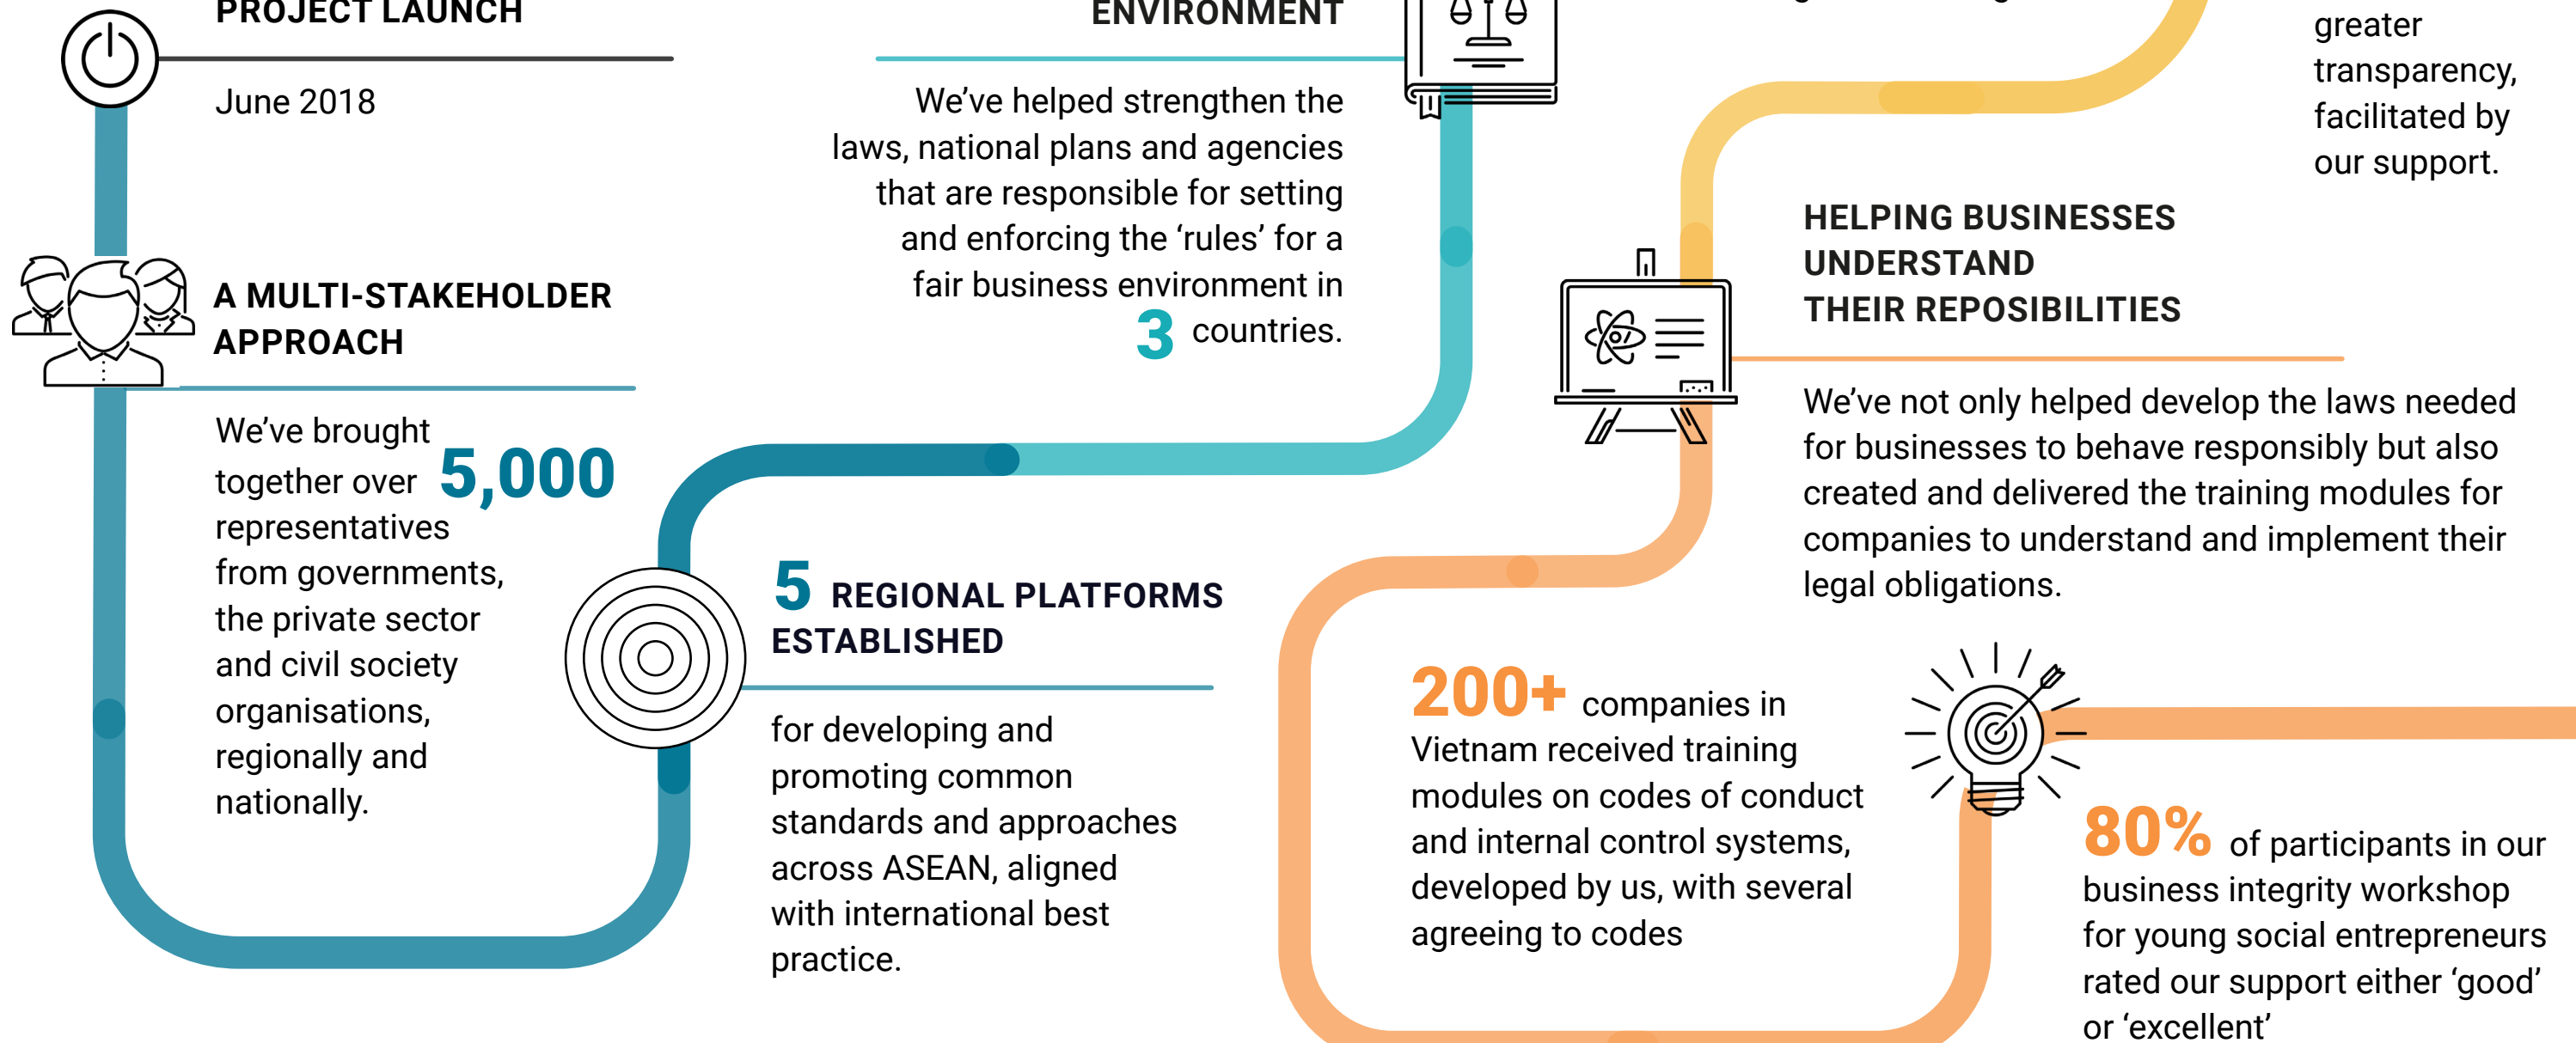 PROJECT LAUNCH
June 2018
A MULTI-STAKEHOLDER
APPROACH
We’ve brought
together over 5,000
representatives
from governments,
the private sector
and civil society
organisations,
regionally and
nationally.
5 REGIONAL PLATFORMS
ESTABLISHED
for developing and
promoting common
standards and approaches
across ASEAN, aligned
with international best
practice.
ENVIRONMENT
We’ve helped strengthen the
laws, national plans and agencies
that are responsible for setting
and enforcing the ‘rules’ for a
fair business environment in
3 countries.
greater
transparency,
facilitated by
our support.
HELPING BUSINESSES
UNDERSTAND
THEIR REPOSIBILITIES
We’ve not only helped develop the laws needed
for businesses to behave responsibly but also
created and delivered the training modules for
companies to understand and implement their
legal obligations.
200+ companies in
Vietnam received training
modules on codes of conduct
and internal control systems,
developed by us, with several
agreeing to codes
80% of participants in our
business integrity workshop
for young social entrepreneurs
rated our support either ‘good’
or ‘excellent’